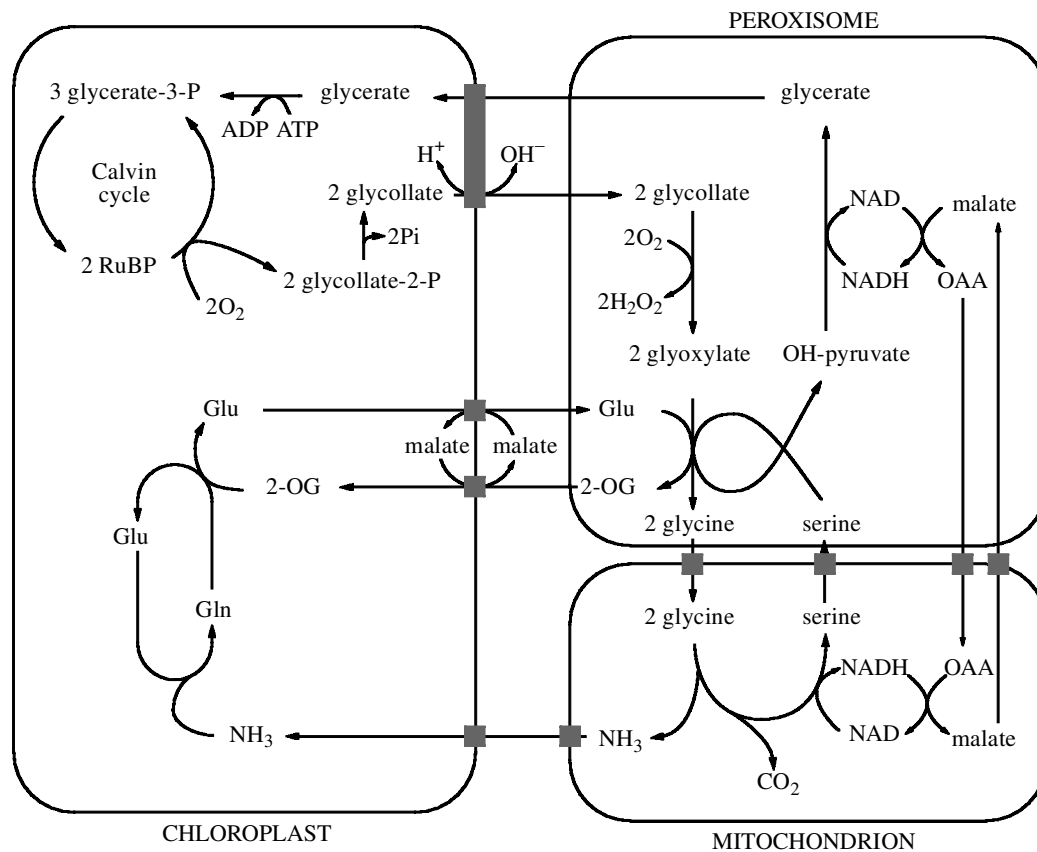 PEROXISOME
3 glycerate-3-P
glycerate
glycerate
ADP ATP
H⁺
OH⁻
Calvin
cycle
2 glycollate
2 glycollate
NAD
malate
2Pi
2O₂
2 RuBP
2 glycollate-2-P
NADH
OAA
2O₂
2H₂O₂
2 glyoxylate
OH-pyruvate
Glu
Glu
malate
malate
2-OG
2-OG
Glu
2 glycine
serine
Gln
2 glycine
serine
NADH
OAA
NH₃
NH₃
NAD
malate
CO₂
CHLOROPLAST
MITOCHONDRION